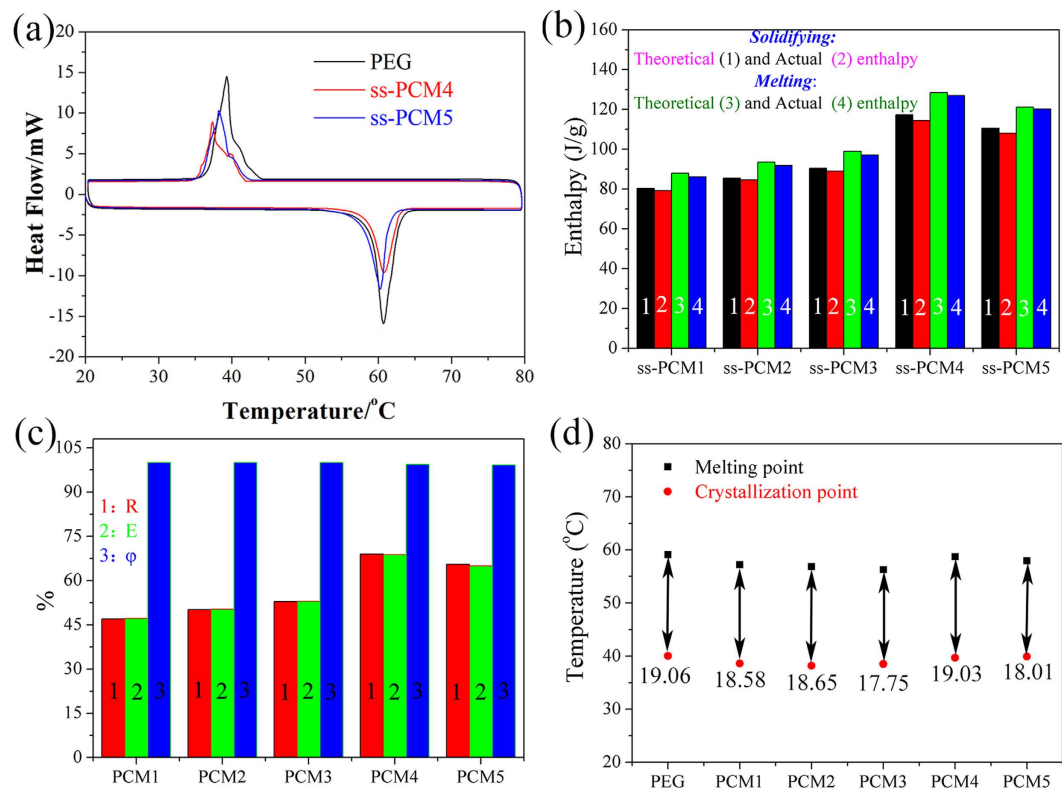 (a)
PEG
ss-PCM4
ss-PCM5
20
15
10
5
0
-5
-10
-15
-20
Heat Flow/mW
20 30 40 50 60 70 80
Temperature/°C
(b)
Solidifying:
Theoretical (1) and Actual (2) enthalpy
Melting:
Theoretical (3) and Actual (4) enthalpy
160
140
120
100
80
60
40
20
0
Enthalpy (J/g)
1 2 3 4 1 2 3 4 1 2 3 4 1 2 3 4 1 2 3 4
ss-PCM1 ss-PCM2 ss-PCM3 ss-PCM4 ss-PCM5
(c)
105
90
75
60
45
30
15
0
%
1: R
2: E
3: φ
1 2 3 1 2 3 1 2 3 1 2 3 1 2 3
PCM1 PCM2 PCM3 PCM4 PCM5
(d)
Melting point
Crystallization point
80
70
60
50
40
30
20
Temperature (°C)
19.06 18.58 18.65 17.75 19.03 18.01
PEG PCM1 PCM2 PCM3 PCM4 PCM5